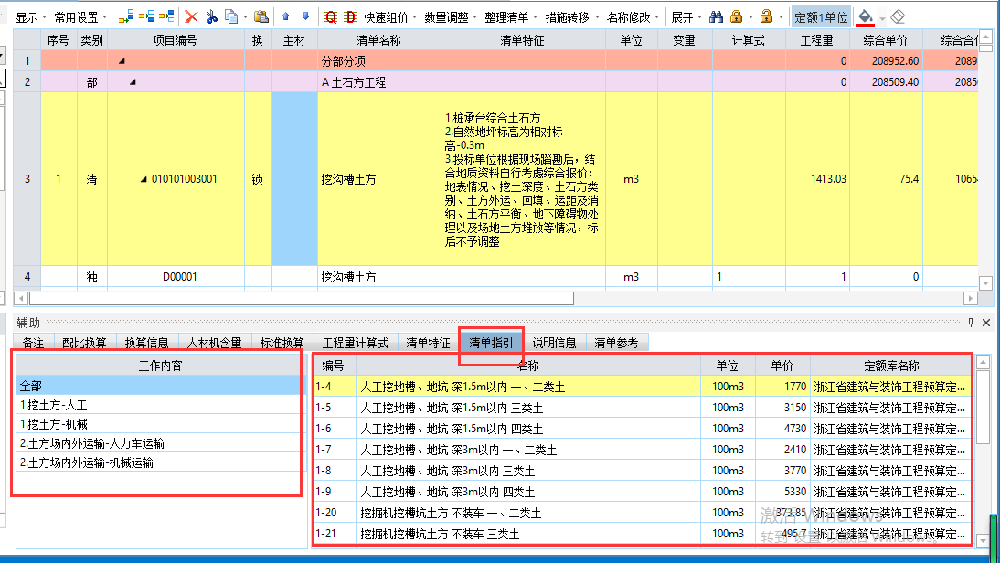 显示 常用设置 快速组价 数量调整 整理清单 措施转移 名称修改 展开 定额1单位
序号 类别 项目编号 换 主材 清单名称 清单特征 单位 变量 计算式 工程量 综合单价 综合合价
1 分部分项 0 208952.60 2089
2 部 A 土石方工程 0 208509.40 2085
1.桩承台综合土石方
2.自然地坪标高为相对标
高-0.3m
3.投标单位根据现场踏勘后，结
合地质资料自行考虑综合报价：
3 1 清 010101003001 锁 挖沟槽土方 m3 1413.03 75.4 1065
地表情况、挖土深度、土石方类
别、土方外运、回填、运距及消
纳、土石方平衡、地下障碍物处
理以及场地土方堆放等情况，标
后不予调整
4 独 D00001 挖沟槽土方 m3 1 1 0
辅助
备注 配比换算 换算信息 人材机含量 标准换算 工程量计算式 清单特征 清单指引 说明信息 清单参考
工作内容
全部
1.挖土方-人工
1.挖土方-机械
2.土方场内外运输-人力车运输
2.土方场内外运输-机械运输
编号 名称 单位 单价 定额库名称
1-4 人工挖地槽、地坑 深1.5m以内 一、二类土 100m3 1770 浙江省建筑与装饰工程预算定...
1-5 人工挖地槽、地坑 深1.5m以内 三类土 100m3 3150 浙江省建筑与装饰工程预算定...
1-6 人工挖地槽、地坑 深1.5m以内 四类土 100m3 4730 浙江省建筑与装饰工程预算定...
1-7 人工挖地槽、地坑 深3m以内 一、二类土 100m3 2410 浙江省建筑与装饰工程预算定...
1-8 人工挖地槽、地坑 深3m以内 三类土 100m3 3770 浙江省建筑与装饰工程预算定...
1-9 人工挖地槽、地坑 深3m以内 四类土 100m3 5330 浙江省建筑与装饰工程预算定...
1-20 挖掘机挖槽坑土方 不装车 一、二类土 100m3 373.85 浙江省建筑与装饰工程预算定...
1-21 挖掘机挖槽坑土方 不装车 三类土 100m3 495.7 浙江省建筑与装饰工程预算定...
激活 Windows